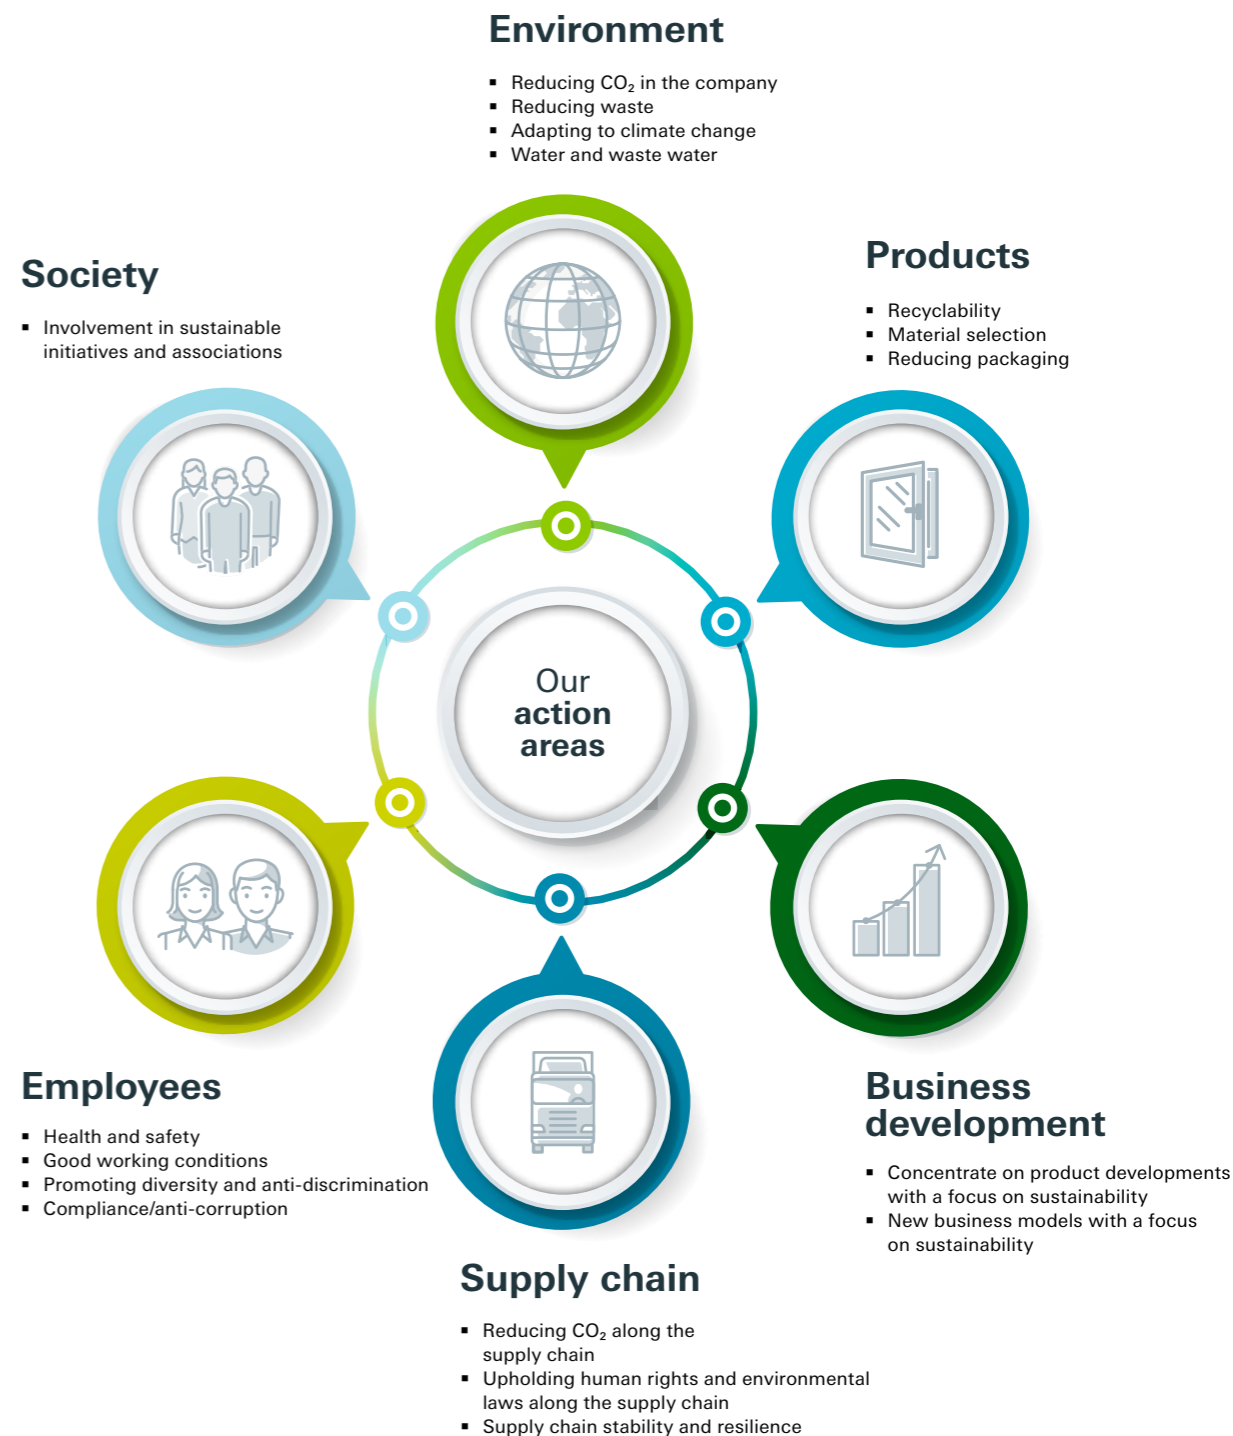 Environment
▪ Reducing CO₂ in the company
▪ Reducing waste
▪ Adapting to climate change
▪ Water and waste water
Society
▪ Involvement in sustainable
initiatives and associations
Products
▪ Recyclability
▪ Material selection
▪ Reducing packaging
Our
action
areas
Employees
▪ Health and safety
▪ Good working conditions
▪ Promoting diversity and anti-discrimination
▪ Compliance/anti-corruption
Business
development
▪ Concentrate on product developments
with a focus on sustainability
▪ New business models with a focus
on sustainability
Supply chain
▪ Reducing CO₂ along the
supply chain
▪ Upholding human rights and environmental
laws along the supply chain
▪ Supply chain stability and resilience